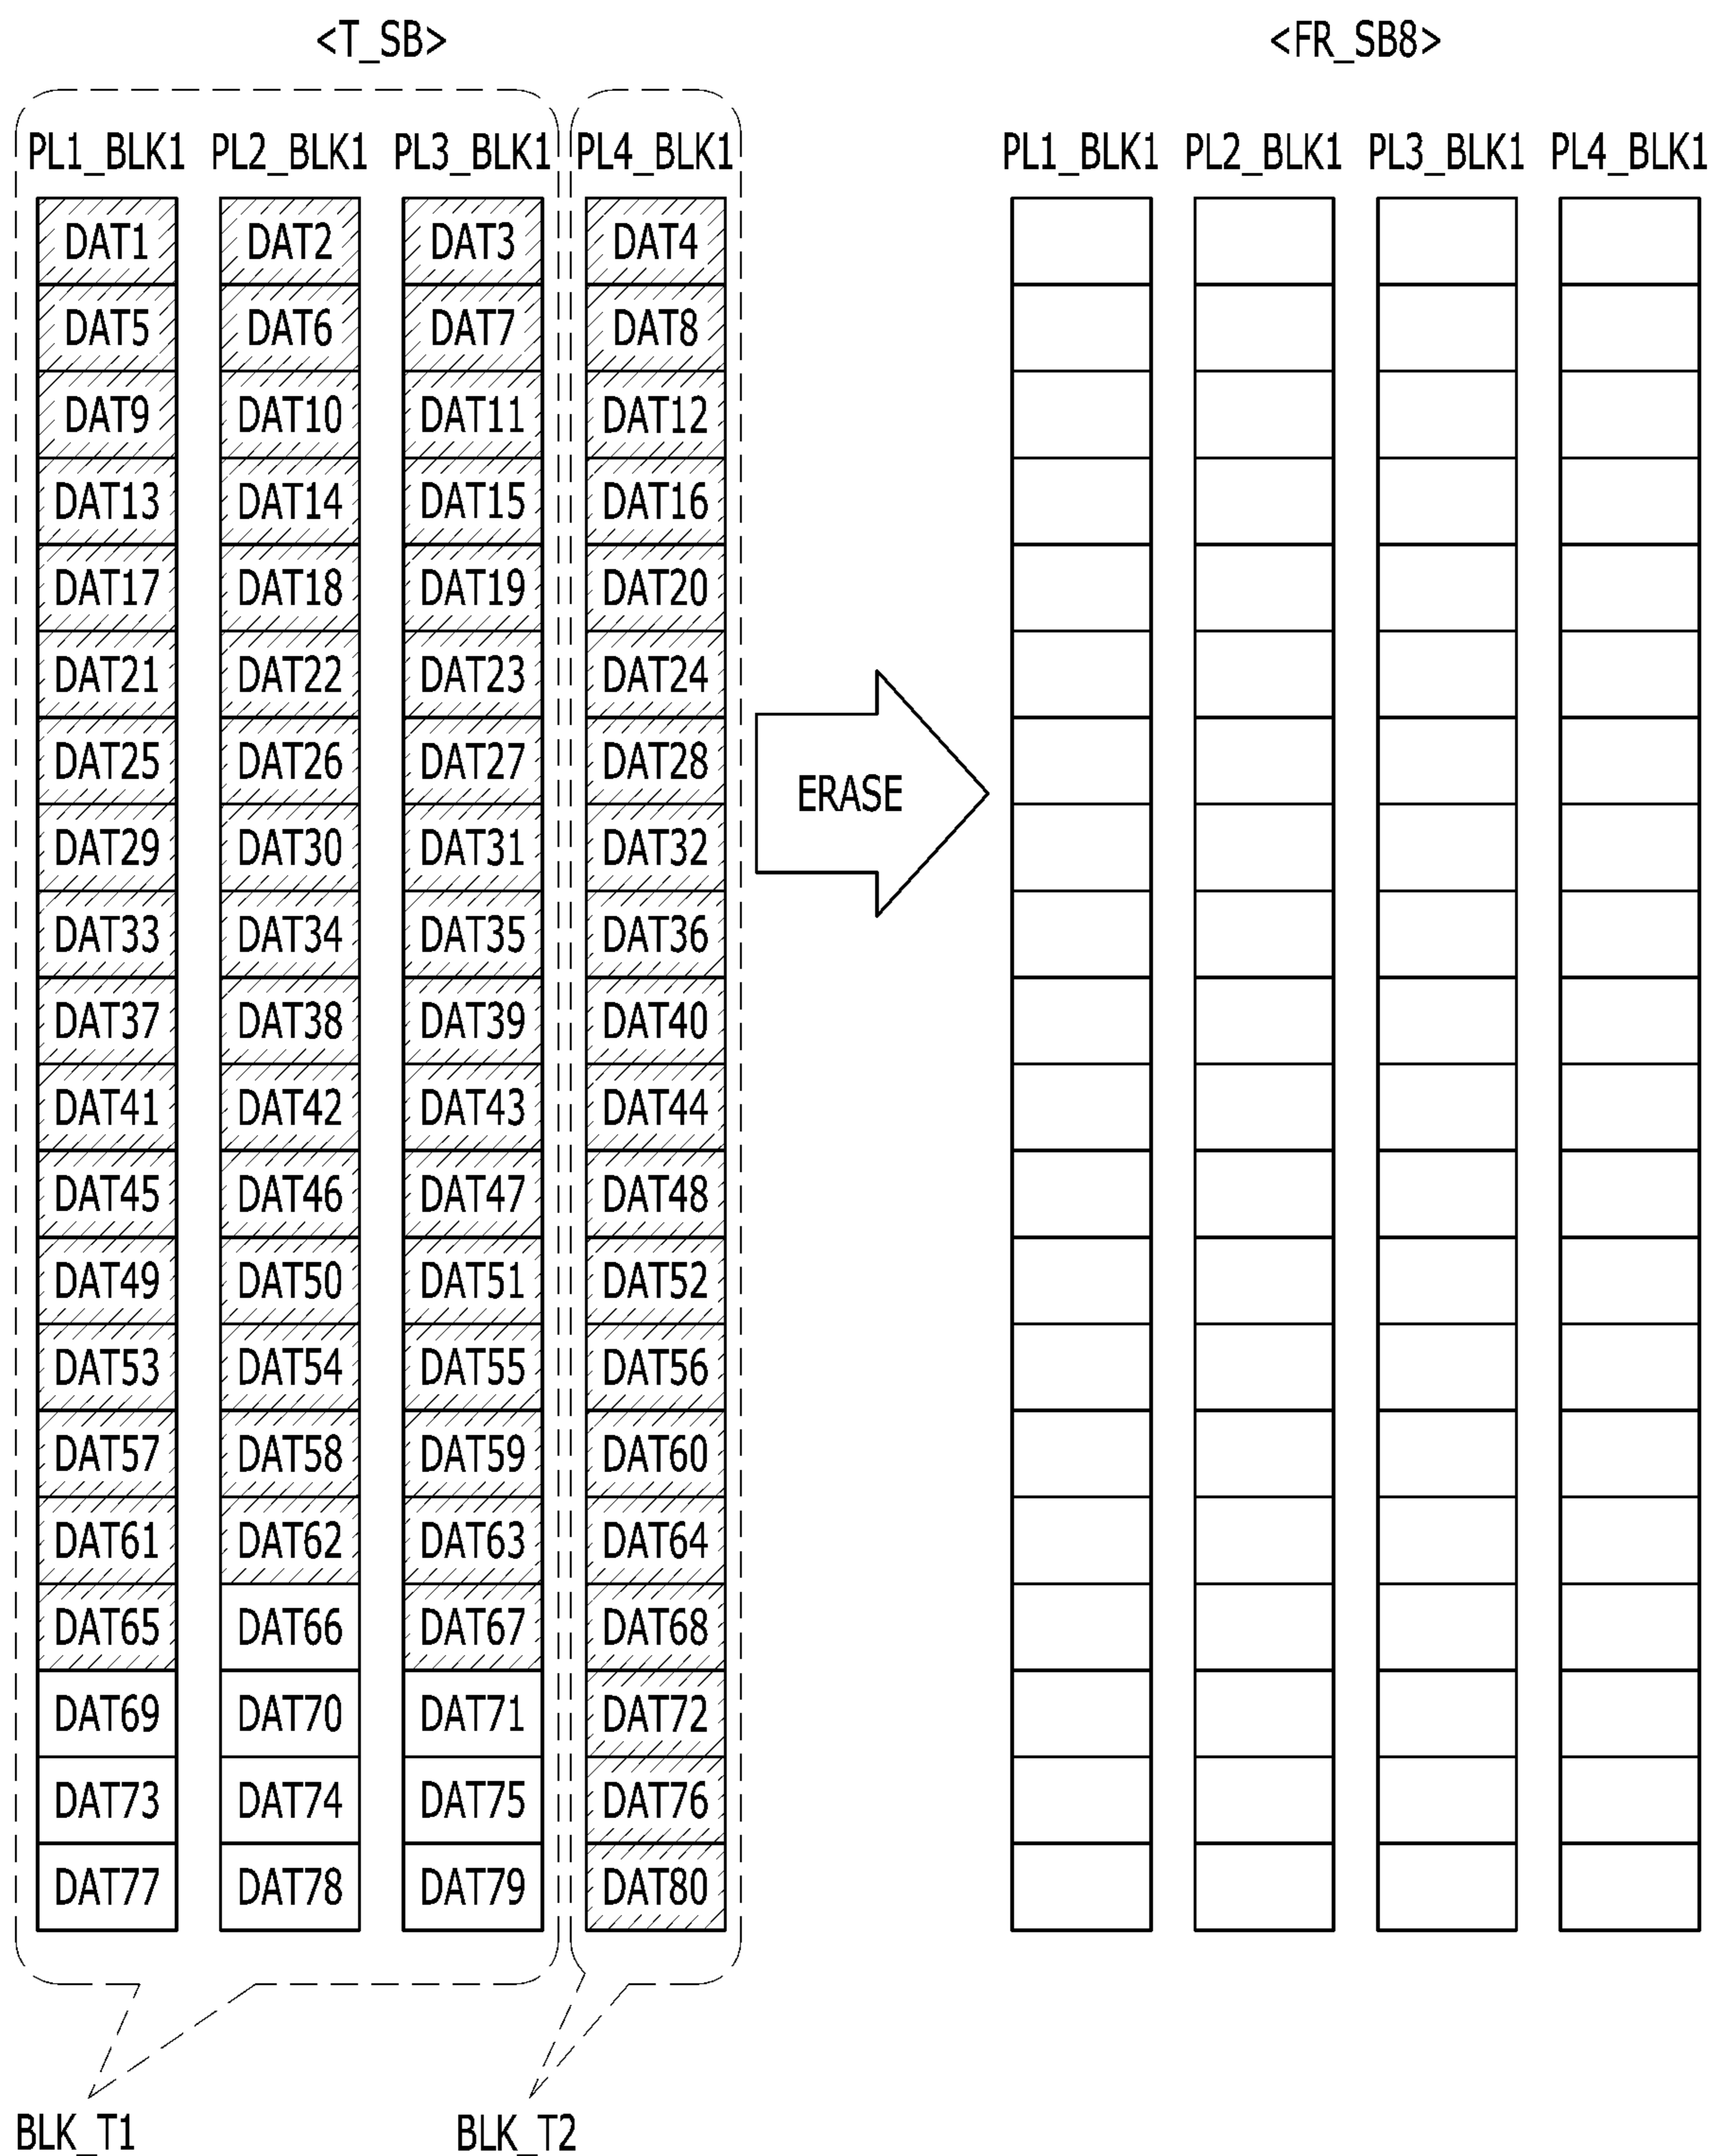 <T_SB> <FR_SB8>
PL1_BLK1 PL2_BLK1 PL3_BLK1 PL4_BLK1 PL1_BLK1 PL2_BLK1 PL3_BLK1 PL4_BLK1
DAT1 DAT2 DAT3 DAT4
DAT5 DAT6 DAT7 DAT8
DAT9 DAT10 DAT11 DAT12
DAT13 DAT14 DAT15 DAT16
DAT17 DAT18 DAT19 DAT20
DAT21 DAT22 DAT23 DAT24
DAT25 DAT26 DAT27 DAT28
ERASE
DAT29 DAT30 DAT31 DAT32
DAT33 DAT34 DAT35 DAT36
DAT37 DAT38 DAT39 DAT40
DAT41 DAT42 DAT43 DAT44
DAT45 DAT46 DAT47 DAT48
DAT49 DAT50 DAT51 DAT52
DAT53 DAT54 DAT55 DAT56
DAT57 DAT58 DAT59 DAT60
DAT61 DAT62 DAT63 DAT64
DAT65 DAT66 DAT67 DAT68
DAT69 DAT70 DAT71 DAT72
DAT73 DAT74 DAT75 DAT76
DAT77 DAT78 DAT79 DAT80
BLK_T1 BLK_T2